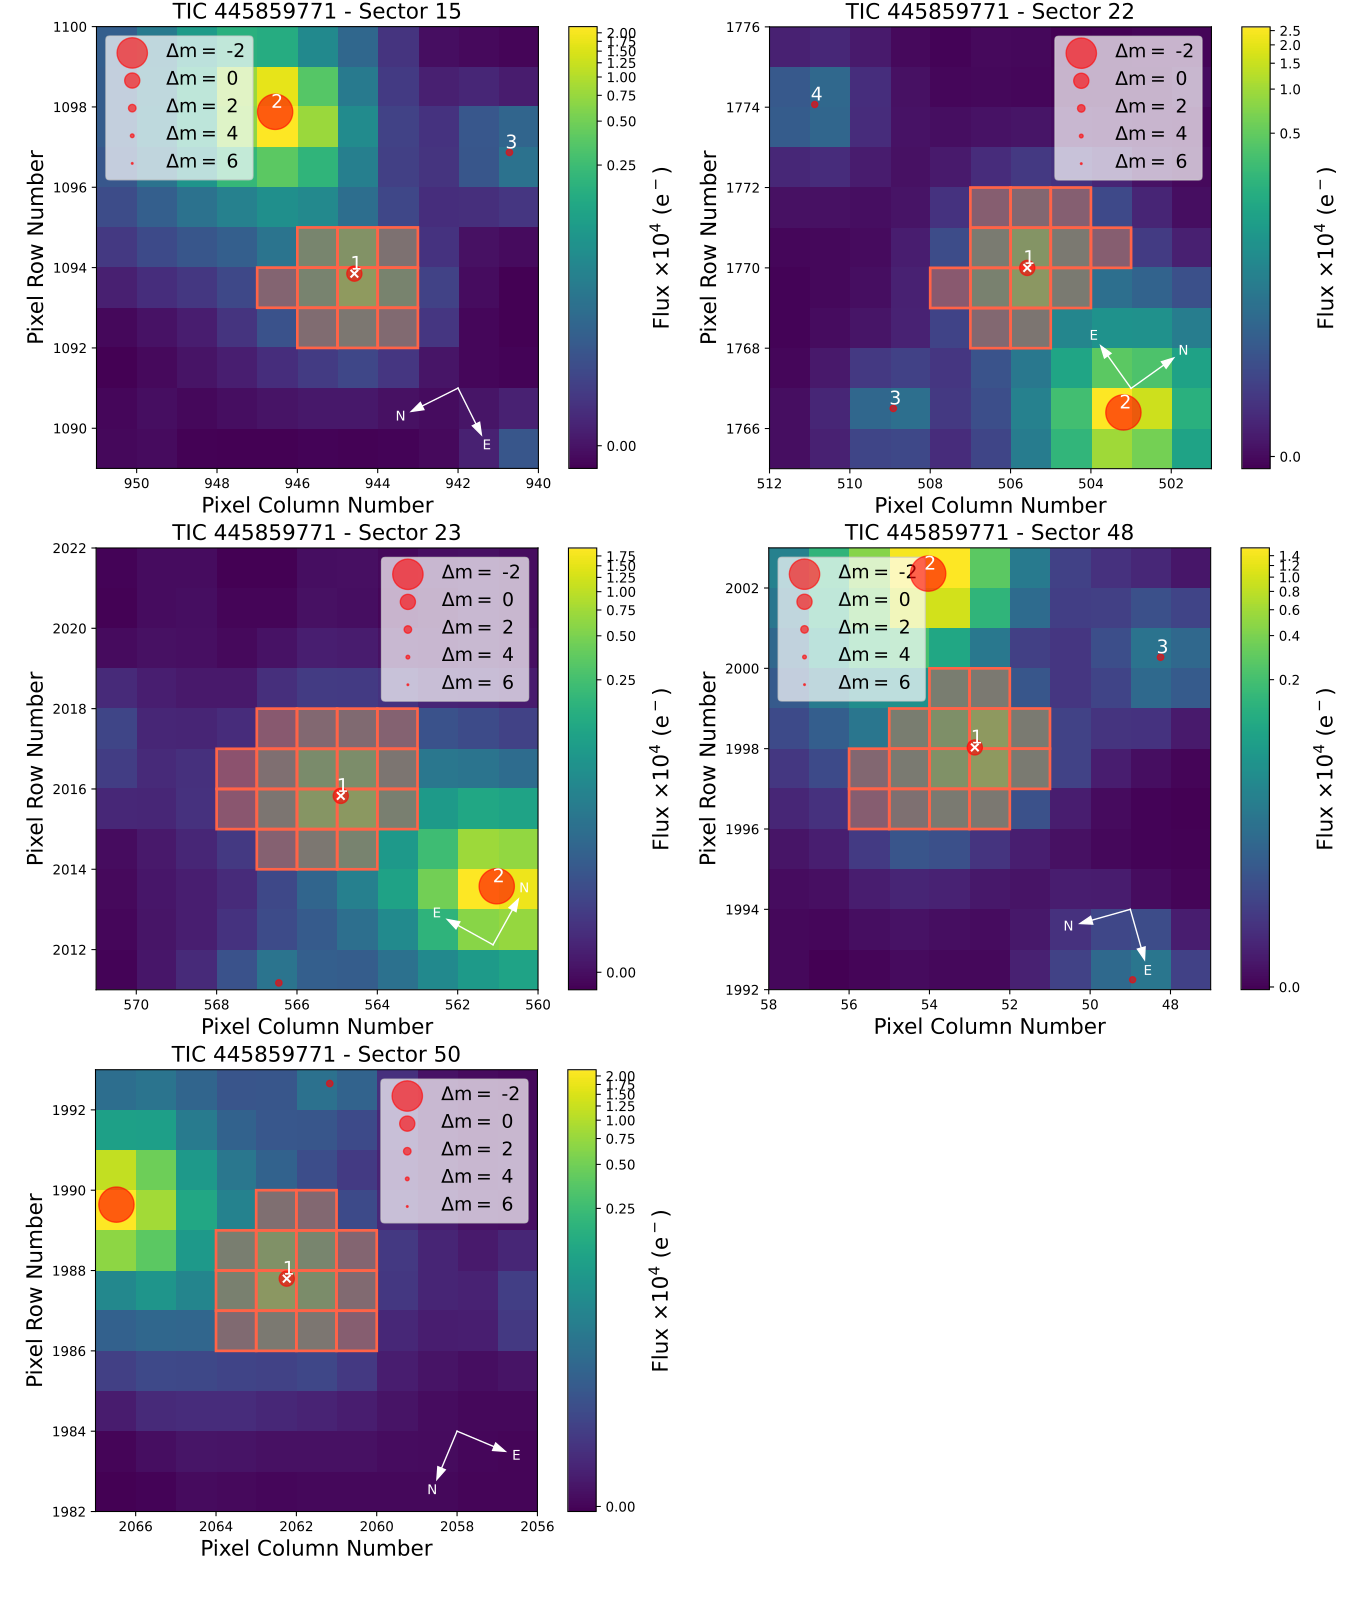 TIC 445859771 - Sector 15
Δm = -2
Δm = 0
Δm = 2
Δm = 4
Δm = 6
1
2
3
N
E
1100
1098
1096
1094
1092
1090
950
948
946
944
942
940
Pixel Row Number
Pixel Column Number
2.00
1.75
1.50
1.25
1.00
0.75
0.50
0.25
0.00
Flux ×10⁴ (e⁻)
TIC 445859771 - Sector 22
Δm = -2
Δm = 0
Δm = 2
Δm = 4
Δm = 6
4
1
3
2
E
N
1776
1774
1772
1770
1768
1766
512
510
508
506
504
502
Pixel Row Number
Pixel Column Number
2.5
2.0
1.5
1.0
0.5
0.0
Flux ×10⁴ (e⁻)
TIC 445859771 - Sector 23
Δm = -2
Δm = 0
Δm = 2
Δm = 4
Δm = 6
1
2
N
E
2022
2020
2018
2016
2014
2012
570
568
566
564
562
560
Pixel Row Number
Pixel Column Number
1.75
1.50
1.25
1.00
0.75
0.50
0.25
0.00
Flux ×10⁴ (e⁻)
TIC 445859771 - Sector 48
Δm = -2
Δm = 0
Δm = 2
Δm = 4
Δm = 6
2
3
1
N
E
2002
2000
1998
1996
1994
1992
58
56
54
52
50
48
Pixel Row Number
Pixel Column Number
1.4
1.2
1.0
0.8
0.6
0.4
0.2
0.0
Flux ×10⁴ (e⁻)
TIC 445859771 - Sector 50
Δm = -2
Δm = 0
Δm = 2
Δm = 4
Δm = 6
1
E
N
1992
1990
1988
1986
1984
1982
2066
2064
2062
2060
2058
2056
Pixel Row Number
Pixel Column Number
2.00
1.75
1.50
1.25
1.00
0.75
0.50
0.25
0.00
Flux ×10⁴ (e⁻)